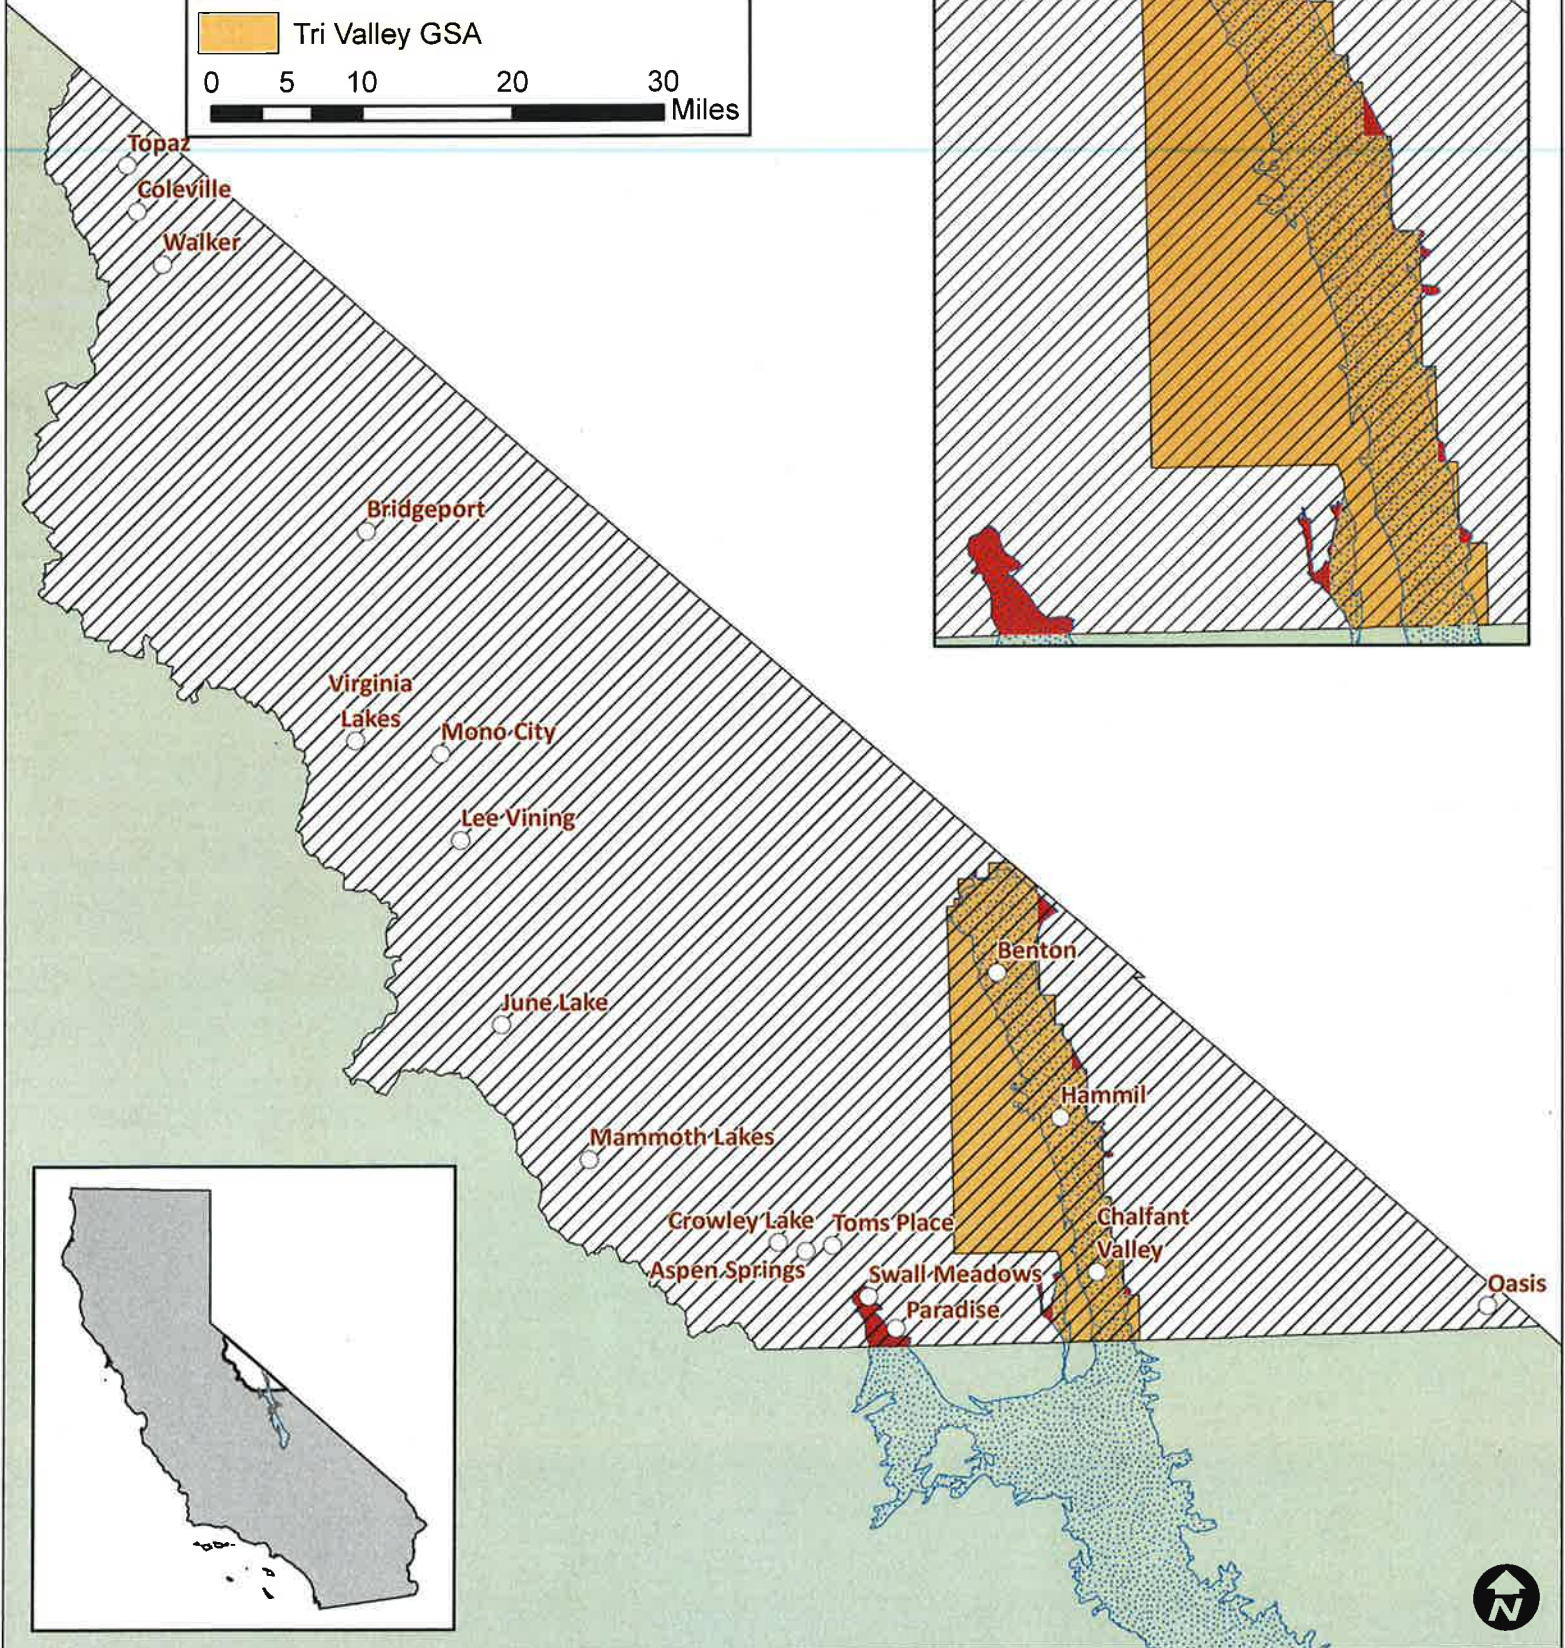 Tri Valley GSA
0 5 10 20 30
Miles
Topaz
Coleville
Walker
Bridgeport
Virginia
Lakes
Mono City
Lee Vining
Benton
June Lake
Hammil
Mammoth Lakes
Crowley Lake
Toms Place
Chalfant
Valley
Aspen Springs
Swall Meadows
Oasis
Paradise
N